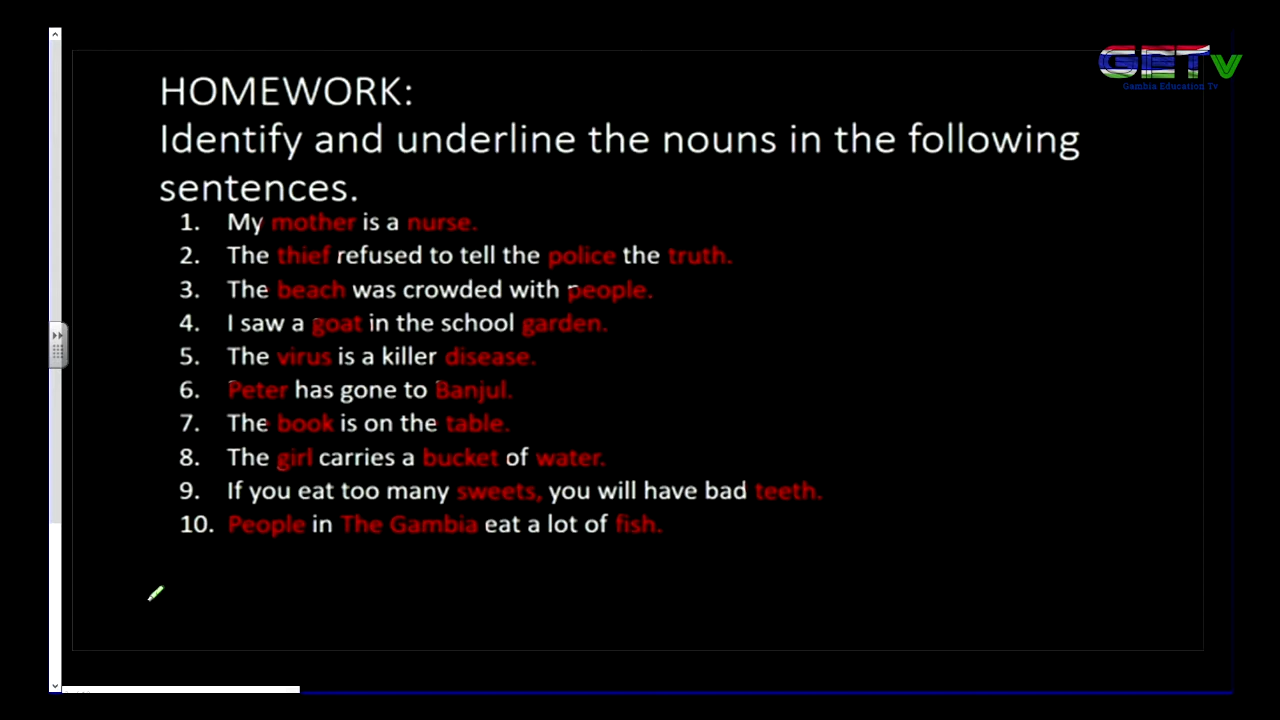 GETv
Gambia Education Tv
HOMEWORK:
Identify and underline the nouns in the following
sentences.
1. My mother is a nurse.
2. The thief refused to tell the police the truth.
3. The beach was crowded with people.
4. I saw a goat in the school garden.
5. The virus is a killer disease.
6. Peter has gone to Banjul.
7. The book is on the table.
8. The girl carries a bucket of water.
9. If you eat too many sweets, you will have bad teeth.
10. People in The Gambia eat a lot of fish.